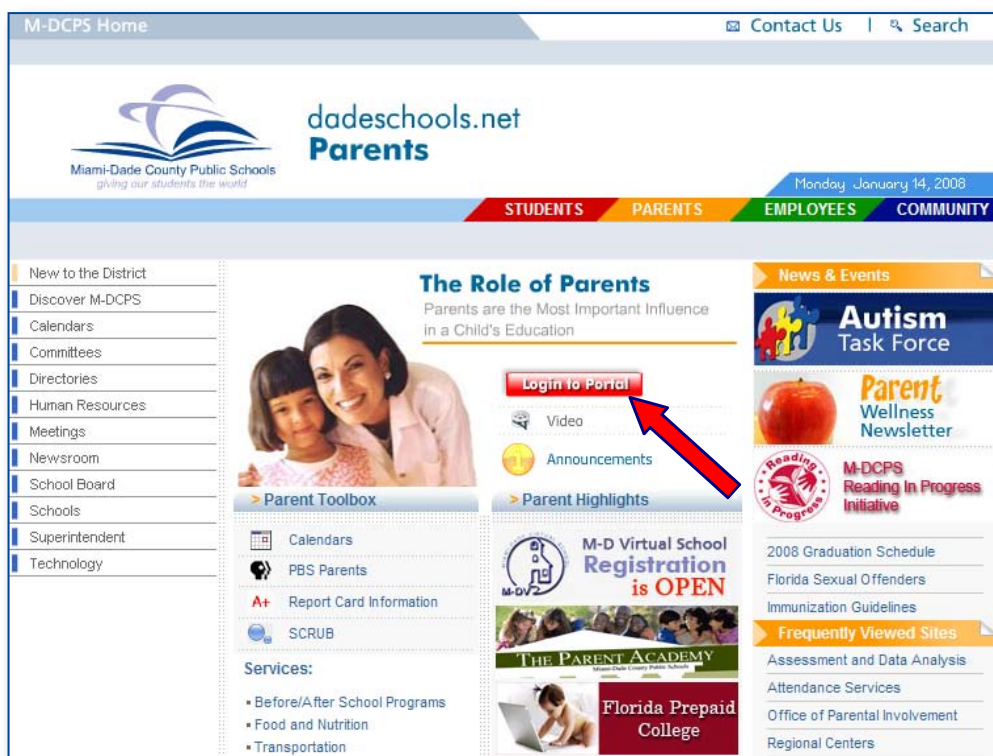 M-DCPS Home
Contact Us | Search
Miami-Dade County Public Schools
giving our students the world
dadeschools.net
Parents
Monday January 14, 2008
STUDENTS PARENTS EMPLOYEES COMMUNITY
New to the District
Discover M-DCPS
Calendars
Committees
Directories
Human Resources
Meetings
Newsroom
School Board
Schools
Superintendent
Technology
The Role of Parents
Parents are the Most Important Influence
in a Child's Education
Login to Portal
Video
Announcements
> Parent Toolbox
Calendars
PBS Parents
A+ Report Card Information
SCRUB
Services:
Before/After School Programs
Food and Nutrition
Transportation
> Parent Highlights
M-DV
M-D Virtual School
Registration
is OPEN
THE PARENT ACADEMY
Miami-Dade County Public Schools
Florida Prepaid
College
News & Events
Autism
Task Force
Parent
Wellness
Newsletter
Reading in Progress
M-DCPS
Reading In Progress
Initiative
2008 Graduation Schedule
Florida Sexual Offenders
Immunization Guidelines
Frequently Viewed Sites
Assessment and Data Analysis
Attendance Services
Office of Parental Involvement
Regional Centers